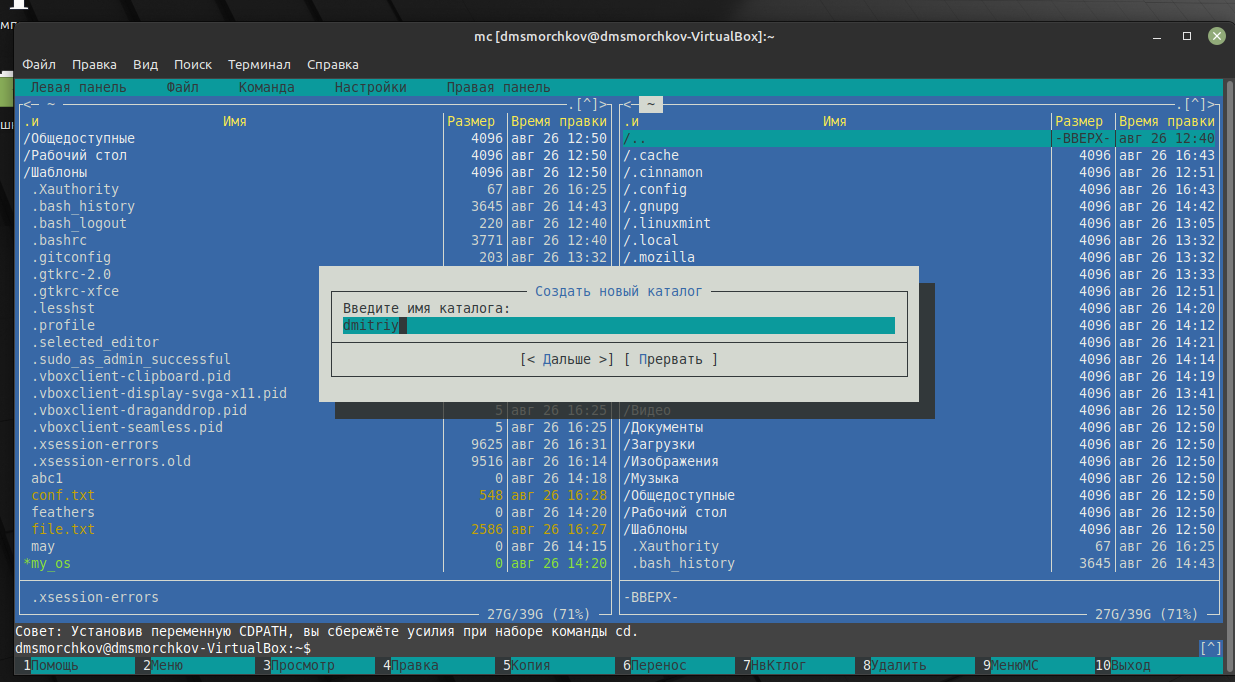 мп
ши
mc [dmsmorchkov@dmsmorchkov-VirtualBox]:~
Файл Правка Вид Поиск Терминал Справка
Левая панель Файл Команда Настройки Правая панель
<─ ~ .[^]> <─ ~ .[^]>
.и Имя Размер Время правки .и Имя Размер Время правки
/Общедоступные 4096 авг 26 12:50 /.. -ВВЕРХ- авг 26 12:40
/Рабочий стол 4096 авг 26 12:50 /.cache 4096 авг 26 16:43
/Шаблоны 4096 авг 26 12:50 /.cinnamon 4096 авг 26 12:51
.Xauthority 67 авг 26 16:25 /.config 4096 авг 26 16:43
.bash_history 3645 авг 26 14:43 /.gnupg 4096 авг 26 14:42
.bash_logout 220 авг 26 12:40 /.linuxmint 4096 авг 26 13:05
.bashrc 3771 авг 26 12:40 /.local 4096 авг 26 13:32
.gitconfig 203 авг 26 13:32 /.mozilla 4096 авг 26 13:32
.gtkrc-2.0 4096 авг 26 13:33
.gtkrc-xfce Создать новый каталог 4096 авг 26 12:51
.lesshst Введите имя каталога: 4096 авг 26 14:20
.profile dmitriy 4096 авг 26 14:12
.selected_editor 4096 авг 26 14:21
.sudo_as_admin_successful [< Дальше >] [ Прервать ] 4096 авг 26 14:14
.vboxclient-clipboard.pid 4096 авг 26 14:19
.vboxclient-display-svga-x11.pid 4096 авг 26 13:41
.vboxclient-draganddrop.pid 5 авг 26 16:25 /Видео 4096 авг 26 12:50
.vboxclient-seamless.pid 5 авг 26 16:25 /Документы 4096 авг 26 12:50
.xsession-errors 9625 авг 26 16:31 /Загрузки 4096 авг 26 12:50
.xsession-errors.old 9516 авг 26 16:14 /Изображения 4096 авг 26 12:50
abc1 0 авг 26 14:18 /Музыка 4096 авг 26 12:50
conf.txt 548 авг 26 16:28 /Общедоступные 4096 авг 26 12:50
feathers 0 авг 26 14:20 /Рабочий стол 4096 авг 26 12:50
file.txt 2586 авг 26 16:27 /Шаблоны 4096 авг 26 12:50
may 0 авг 26 14:15 .Xauthority 67 авг 26 16:25
*my_os 0 авг 26 14:20 .bash_history 3645 авг 26 14:43
.xsession-errors -ВВЕРХ-
27G/39G (71%) 27G/39G (71%)
Совет: Установив переменную CDPATH, вы сбережёте усилия при наборе команды cd.
dmsmorchkov@dmsmorchkov-VirtualBox:~$ [^]
1Помощь 2Меню 3Просмотр 4Правка 5Копия 6Перенос 7НвКтлог 8Удалить 9МенюМС 10Выход